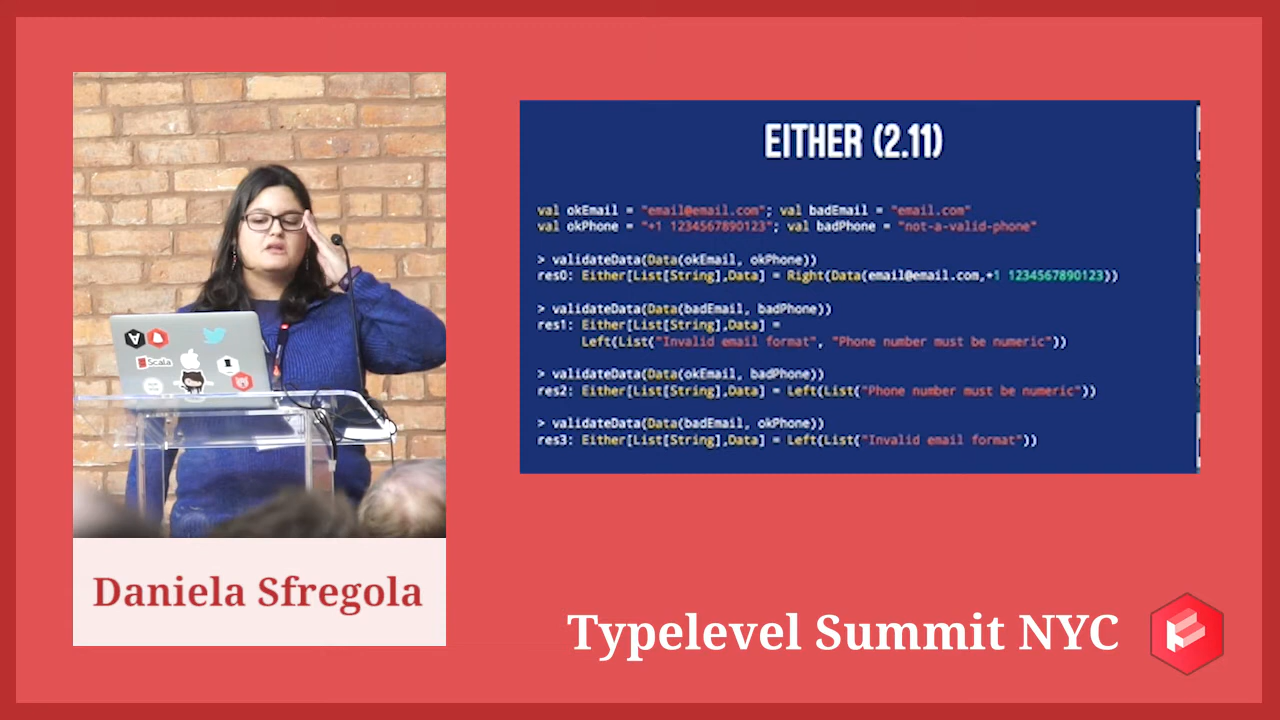 EITHER (2.11)
val okEmail = "email@email.com"; val badEmail = "email.com"
val okPhone = "+1 1234567890123"; val badPhone = "not-a-valid-phone"
> validateData(Data(okEmail, okPhone))
res0: Either[List[String],Data] = Right(Data(email@email.com,+1 1234567890123))
> validateData(Data(badEmail, badPhone))
res1: Either[List[String],Data] =
Left(List("Invalid email format", "Phone number must be numeric"))
> validateData(Data(okEmail, badPhone))
res2: Either[List[String],Data] = Left(List("Phone number must be numeric"))
> validateData(Data(badEmail, okPhone))
res3: Either[List[String],Data] = Left(List("Invalid email format"))
Scala
Daniela Sfregola
Typelevel Summit NYC